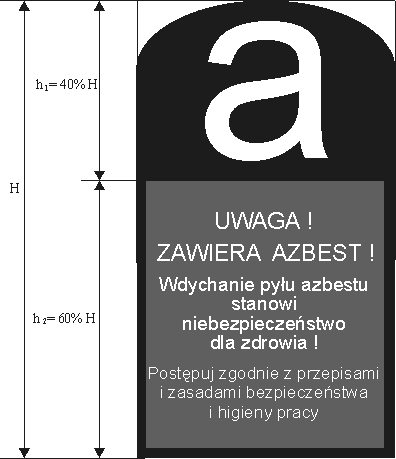 a
h1= 40% H
H
UWAGA !
ZAWIERA AZBEST !
Wdychanie pyłu azbestu
stanowi
niebezpieczeństwo
dla zdrowia !
h2= 60% H
Postępuj zgodnie z przepisami
i zasadami bezpieczeństwa
i higieny pracy